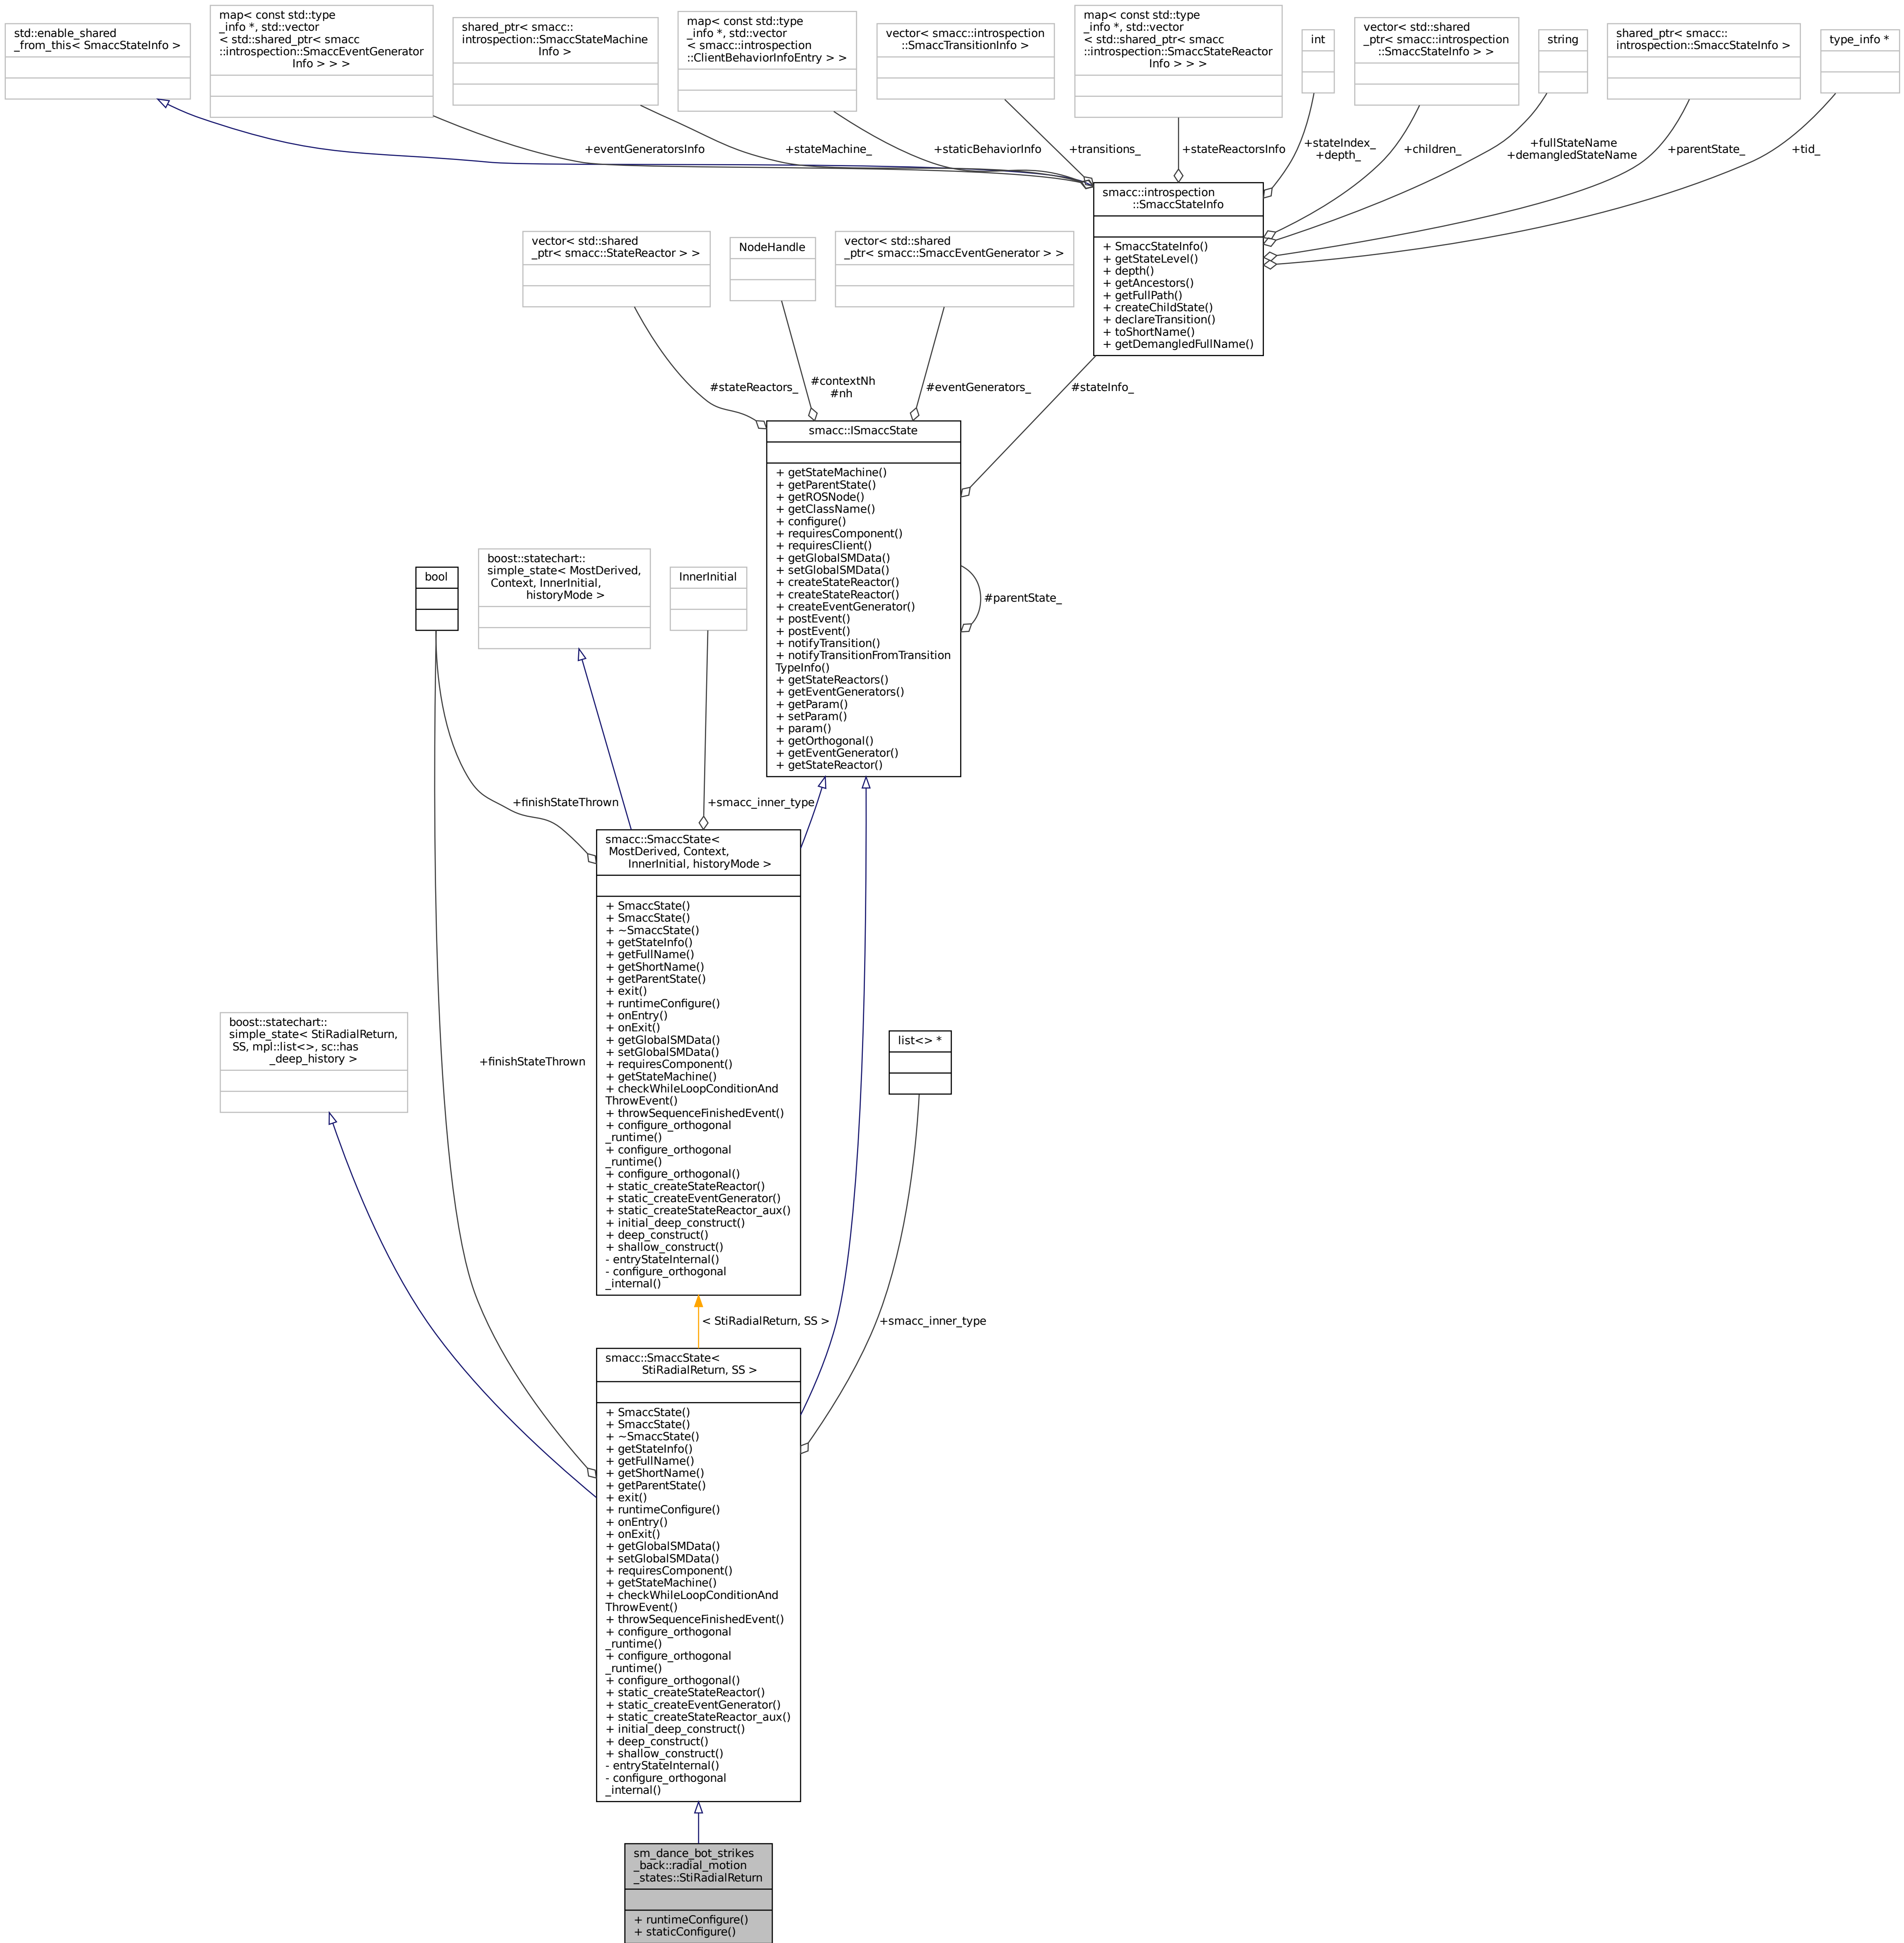 std::enable_shared
_from_this< SmaccStateInfo >
map< const std::type
_info *, std::vector
< std::shared_ptr< smacc
::introspection::SmaccEventGenerator
Info > > >
shared_ptr< smacc::
introspection::SmaccStateMachine
Info >
map< const std::type
_info *, std::vector
< smacc::introspection
::ClientBehaviorInfoEntry > >
vector< smacc::introspection
::SmaccTransitionInfo >
map< const std::type
_info *, std::vector
< std::shared_ptr< smacc
::introspection::SmaccStateReactor
Info > > >
int
vector< std::shared
_ptr< smacc::introspection
::SmaccStateInfo > >
string
shared_ptr< smacc::
introspection::SmaccStateInfo >
type_info *
+eventGeneratorsInfo
+stateMachine_
+staticBehaviorInfo
+transitions_
+stateReactorsInfo
+stateIndex_
+depth_
+children_
+fullStateName
+demangledStateName
+parentState_
+tid_
smacc::introspection
::SmaccStateInfo
+ SmaccStateInfo()
+ getStateLevel()
+ depth()
+ getAncestors()
+ getFullPath()
+ createChildState()
+ declareTransition()
+ toShortName()
+ getDemangledFullName()
vector< std::shared
_ptr< smacc::StateReactor > >
NodeHandle
vector< std::shared
_ptr< smacc::SmaccEventGenerator > >
#stateReactors_
#contextNh
#nh
#eventGenerators_
#stateInfo_
smacc::ISmaccState
+ getStateMachine()
+ getParentState()
+ getROSNode()
+ getClassName()
+ configure()
+ requiresComponent()
+ requiresClient()
+ getGlobalSMData()
+ setGlobalSMData()
+ createStateReactor()
+ createStateReactor()
+ createEventGenerator()
+ postEvent()
+ postEvent()
+ notifyTransition()
+ notifyTransitionFromTransition
TypeInfo()
+ getStateReactors()
+ getEventGenerators()
+ getParam()
+ setParam()
+ param()
+ getOrthogonal()
+ getEventGenerator()
+ getStateReactor()
#parentState_
bool
boost::statechart::
simple_state< MostDerived,
Context, InnerInitial,
historyMode >
InnerInitial
+finishStateThrown
+smacc_inner_type
smacc::SmaccState<
MostDerived, Context,
InnerInitial, historyMode >
+ SmaccState()
+ SmaccState()
+ ~SmaccState()
+ getStateInfo()
+ getFullName()
+ getShortName()
+ getParentState()
+ exit()
+ runtimeConfigure()
+ onEntry()
+ onExit()
+ getGlobalSMData()
+ setGlobalSMData()
+ requiresComponent()
+ getStateMachine()
+ checkWhileLoopConditionAnd
ThrowEvent()
+ throwSequenceFinishedEvent()
+ configure_orthogonal
_runtime()
+ configure_orthogonal
_runtime()
+ configure_orthogonal()
+ static_createStateReactor()
+ static_createEventGenerator()
+ static_createStateReactor_aux()
+ initial_deep_construct()
+ deep_construct()
+ shallow_construct()
- entryStateInternal()
- configure_orthogonal
_internal()
boost::statechart::
simple_state< StiRadialReturn,
SS, mpl::list<>, sc::has
_deep_history >
+finishStateThrown
list<> *
< StiRadialReturn, SS >
+smacc_inner_type
smacc::SmaccState<
StiRadialReturn, SS >
+ SmaccState()
+ SmaccState()
+ ~SmaccState()
+ getStateInfo()
+ getFullName()
+ getShortName()
+ getParentState()
+ exit()
+ runtimeConfigure()
+ onEntry()
+ onExit()
+ getGlobalSMData()
+ setGlobalSMData()
+ requiresComponent()
+ getStateMachine()
+ checkWhileLoopConditionAnd
ThrowEvent()
+ throwSequenceFinishedEvent()
+ configure_orthogonal
_runtime()
+ configure_orthogonal
_runtime()
+ configure_orthogonal()
+ static_createStateReactor()
+ static_createEventGenerator()
+ static_createStateReactor_aux()
+ initial_deep_construct()
+ deep_construct()
+ shallow_construct()
- entryStateInternal()
- configure_orthogonal
_internal()
sm_dance_bot_strikes
_back::radial_motion
_states::StiRadialReturn
+ runtimeConfigure()
+ staticConfigure()